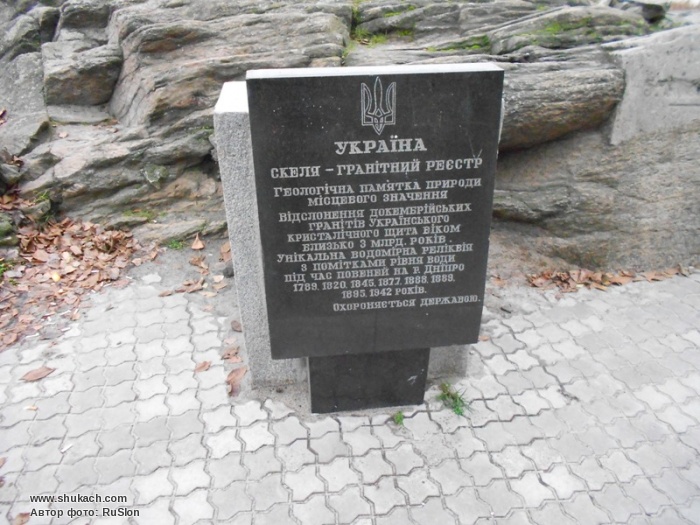 УКРАЇНА
СКЕЛЯ – ГРАНІТНИЙ РЕЄСТР
ГЕОЛОГІЧНА ПАМ'ЯТКА ПРИРОДИ
МІСЦЕВОГО ЗНАЧЕННЯ
ВІДСЛОНЕННЯ ДОКЕМБРІЙСЬКИХ
ГРАНІТІВ УКРАЇНСЬКОГО
КРИСТАЛІЧНОГО ЩИТА ВІКОМ
БЛИЗЬКО 3 МЛРД. РОКІВ.
УНІКАЛЬНА ВОДОМІРНА РЕЛІКВІЯ
З ПОМІТКАМИ РІВНЯ ВОДИ
ПІД ЧАС ПОВЕНЕЙ НА Р. ДНІПРО
1789, 1820, 1845, 1877, 1888, 1889,
1895, 1942 РОКІВ.
ОХОРОНЯЄТЬСЯ ДЕРЖАВОЮ.
www.shukach.com
Автор фото: RuSlon